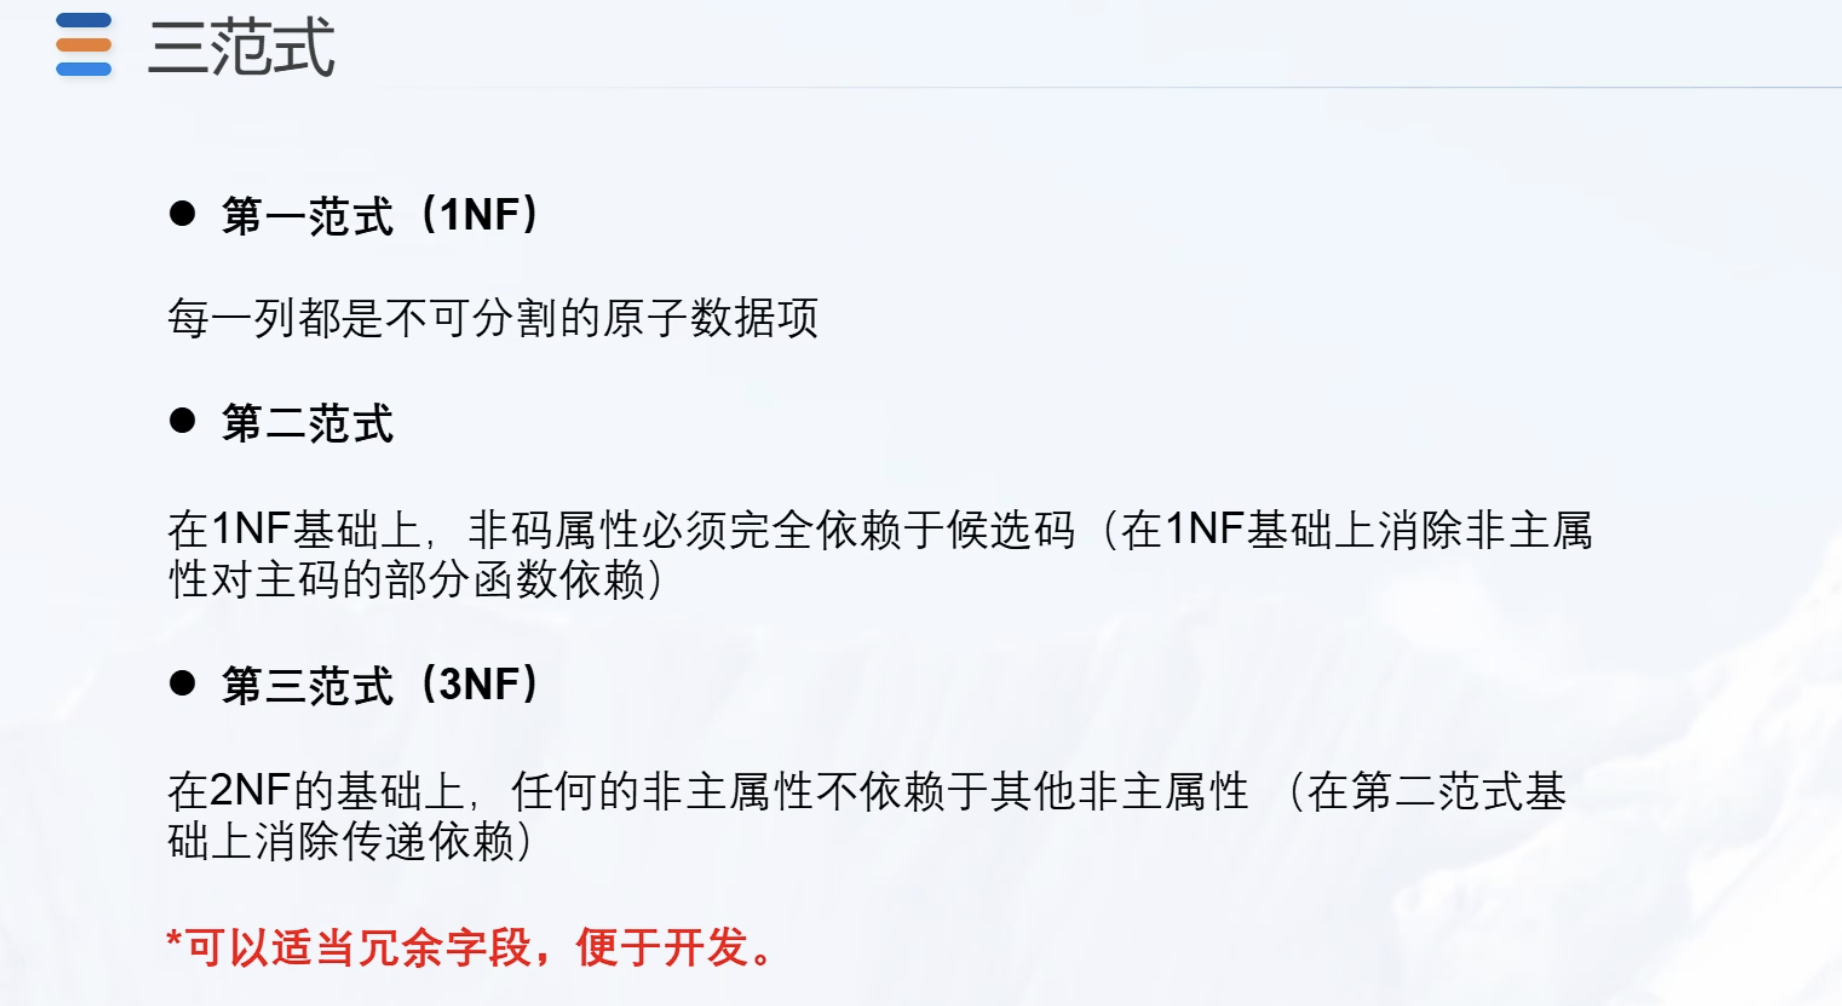 三范式
● 第一范式（1NF）
每一列都是不可分割的原子数据项
● 第二范式
在1NF基础上，非码属性必须完全依赖于候选码（在1NF基础上消除非主属
性对主码的部分函数依赖）
● 第三范式（3NF）
在2NF的基础上，任何的非主属性不依赖于其他非主属性 （在第二范式基
础上消除传递依赖）
*可以适当冗余字段，便于开发。